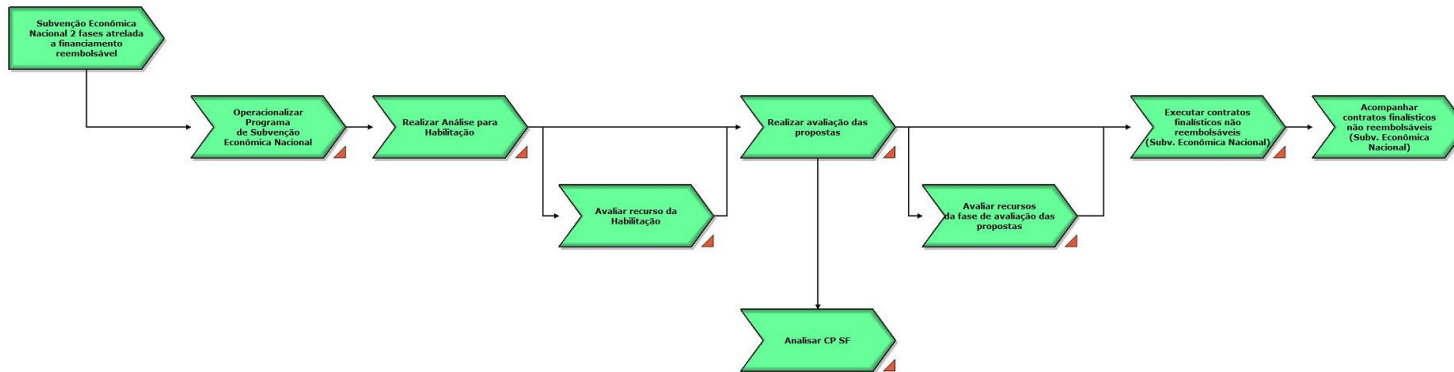 Subvenção Econômica
Nacional 2 fases atrelada
a financiamento
reembolsável
Operacionalizar
Programa
de Subvenção
Econômica Nacional
Realizar Análise para
Habilitação
Avaliar recurso da
Habilitação
Realizar avaliação das
propostas
Analisar CP SF
Avaliar recursos
da fase de avaliação das
propostas
Executar contratos
finalísticos não
reembolsáveis
(Subv. Econômica Nacional)
Acompanhar
contratos finalísticos
não reembolsáveis
(Subv. Econômica
Nacional)